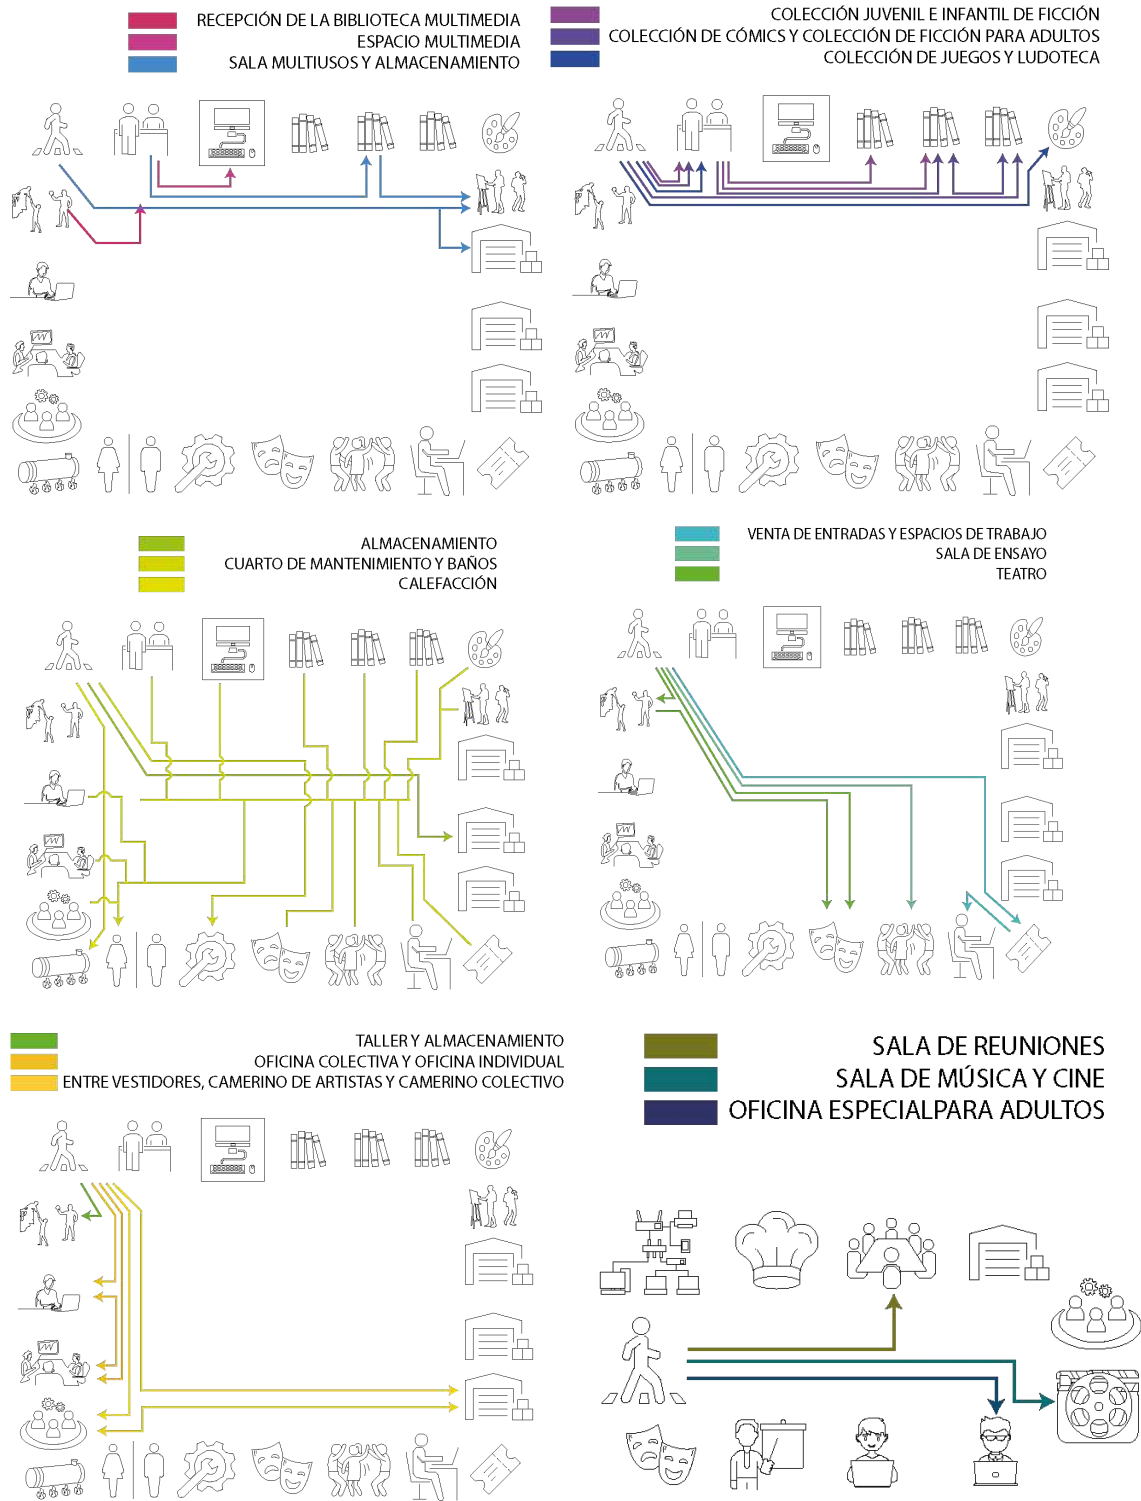 RECEPCIÓN DE LA BIBLIOTECA MULTIMEDIA
ESPACIO MULTIMEDIA
SALA MULTIUSOS Y ALMACENAMIENTO
COLECCIÓN JUVENIL E INFANTIL DE FICCIÓN
COLECCIÓN DE CÓMICS Y COLECCIÓN DE FICCIÓN PARA ADULTOS
COLECCIÓN DE JUEGOS Y LUDOTECA
ALMACENAMIENTO
CUARTO DE MANTENIMIENTO Y BAÑOS
CALEFACCIÓN
VENTA DE ENTRADAS Y ESPACIOS DE TRABAJO
SALA DE ENSAYO
TEATRO
TALLER Y ALMACENAMIENTO
OFICINA COLECTIVA Y OFICINA INDIVIDUAL
ENTRE VESTIDORES, CAMERINO DE ARTISTAS Y CAMERINO COLECTIVO
SALA DE REUNIONES
SALA DE MÚSICA Y CINE
OFICINA ESPECIALPARA ADULTOS